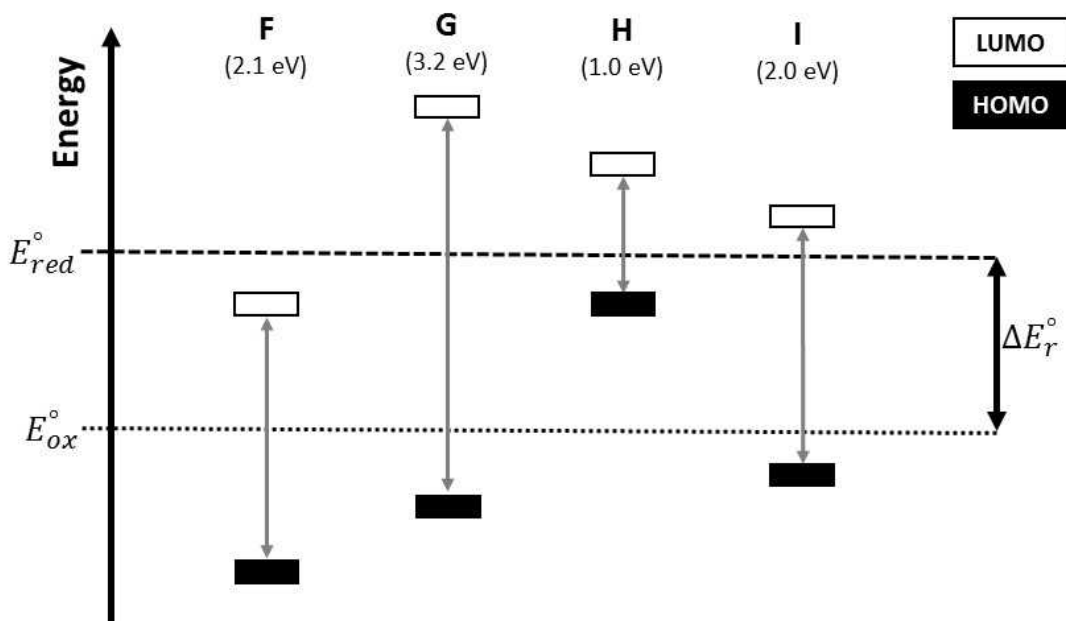 F G H I
(2.1 eV) (3.2 eV) (1.0 eV) (2.0 eV)
LUMO
HOMO
Energy
E°red
E°ox
ΔE°r